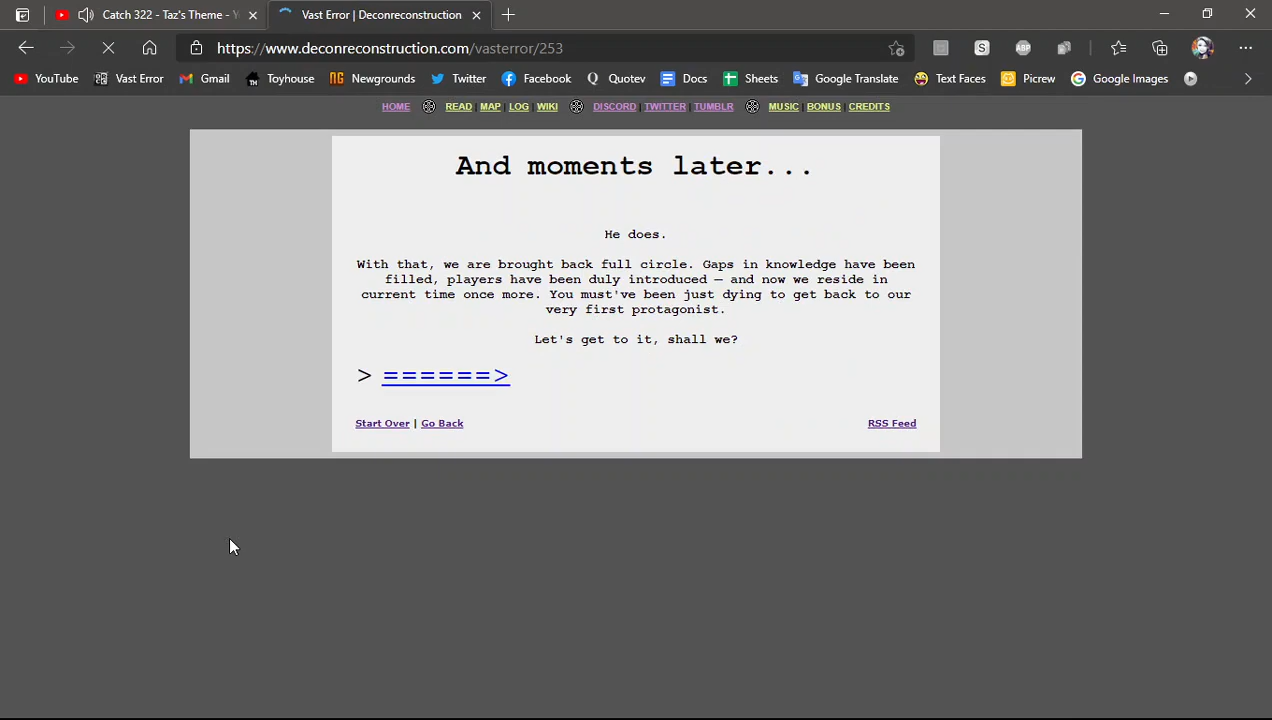 Catch 322 - Taz's Theme - Y
Vast Error | Deconreconstruction
https://www.deconreconstruction.com/vasterror/253
S
ABP
YouTube Vast Error Gmail TH Toyhouse NG Newgrounds Twitter Facebook Q Quotev Docs Sheets Google Translate Text Faces Picrew Google Images
HOME READ | MAP | LOG | WIKI DISCORD | TWITTER | TUMBLR MUSIC | BONUS | CREDITS
And moments later...
He does.
With that, we are brought back full circle. Gaps in knowledge have been
filled, players have been duly introduced — and now we reside in
current time once more. You must've been just dying to get back to our
very first protagonist.
Let's get to it, shall we?
> ======>
Start Over | Go Back RSS Feed